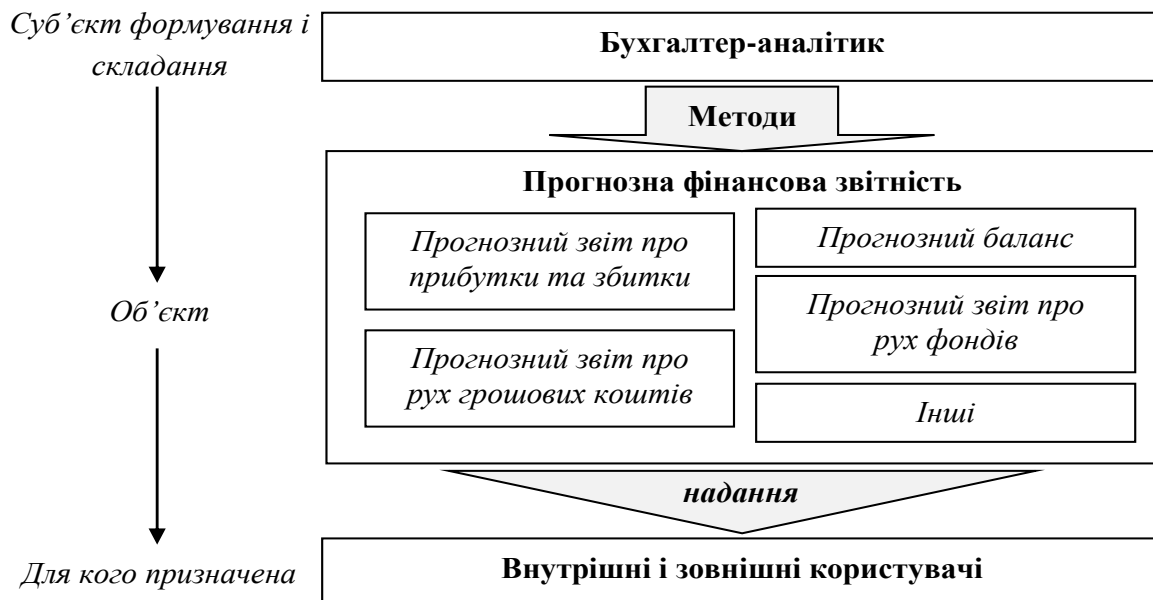 Суб’єкт формування і
складання
Бухгалтер-аналітик
Методи
Прогнозна фінансова звітність
Прогнозний звіт про
прибутки та збитки
Прогнозний баланс
Об’єкт
Прогнозний звіт про
рух фондів
Прогнозний звіт про
рух грошових коштів
Інші
надання
Для кого призначена
Внутрішні і зовнішні користувачі